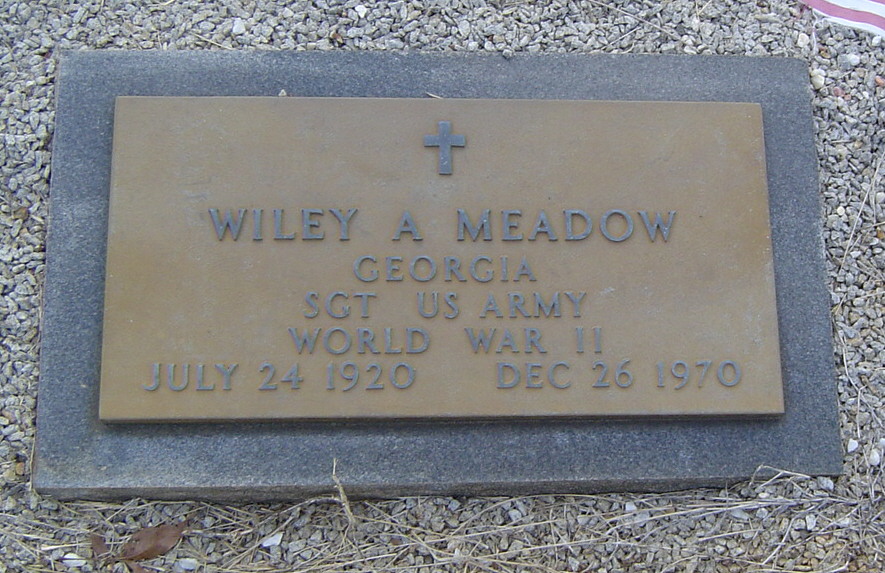 WILEY A MEADOW
GEORGIA
SGT US ARMY
WORLD WAR II
JULY 24 1920 DEC 26 1970